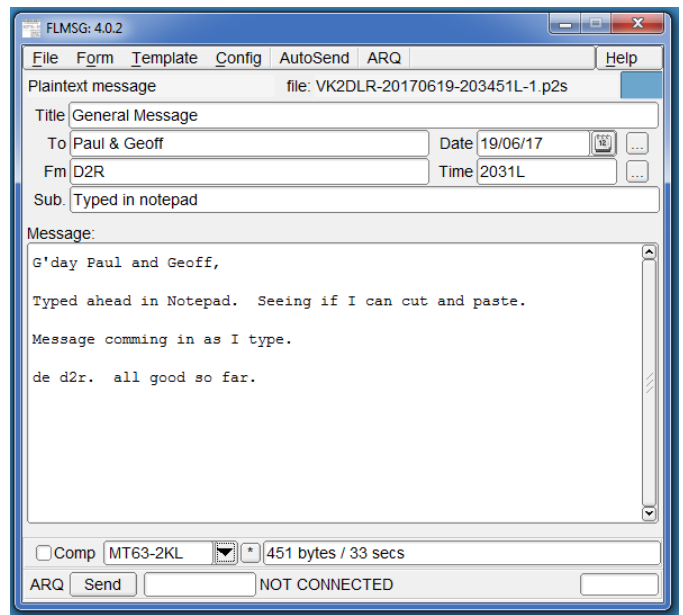 FLMSG: 4.0.2
File Form Template Config AutoSend ARQ Help
Plaintext message file: VK2DLR-20170619-203451L-1.p2s
Title General Message
To Paul & Geoff Date 19/06/17 12 ...
Fm D2R Time 2031L ...
Sub. Typed in notepad
Message:
G'day Paul and Geoff,
Typed ahead in Notepad.  Seeing if I can cut and paste.
Message comming in as I type.
de d2r.  all good so far.
Comp MT63-2KL * 451 bytes / 33 secs
ARQ Send NOT CONNECTED